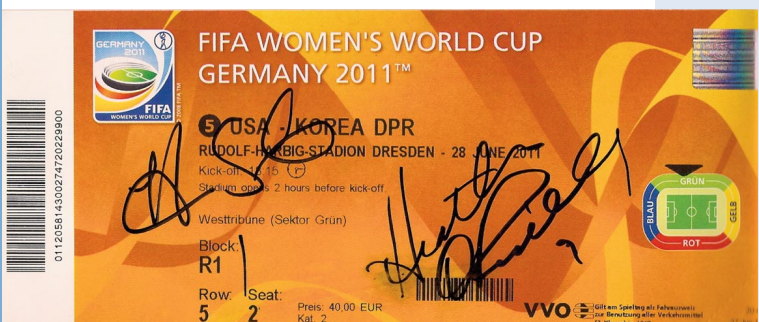 GERMANY
2011
FIFA
WOMEN'S WORLD CUP
FIFA WOMEN'S WORLD CUP
GERMANY 2011™
5 USA - KOREA DPR
RUDOLF-HARBIG-STADION DRESDEN - 28 JUNE 2011
Kick-off: 18:15
Stadium opens 2 hours before kick-off.
Westtribüne (Sektor Grün)
Block:
R1
Row: Seat:
5 2
Preis: 40,00 EUR
Kat. 2
011205814300274720229900
GRÜN
BLAU
GELB
ROT
VVO
Gilt am Spieltag als Fahrausweis
zur Benutzung aller Verkehrsmittel